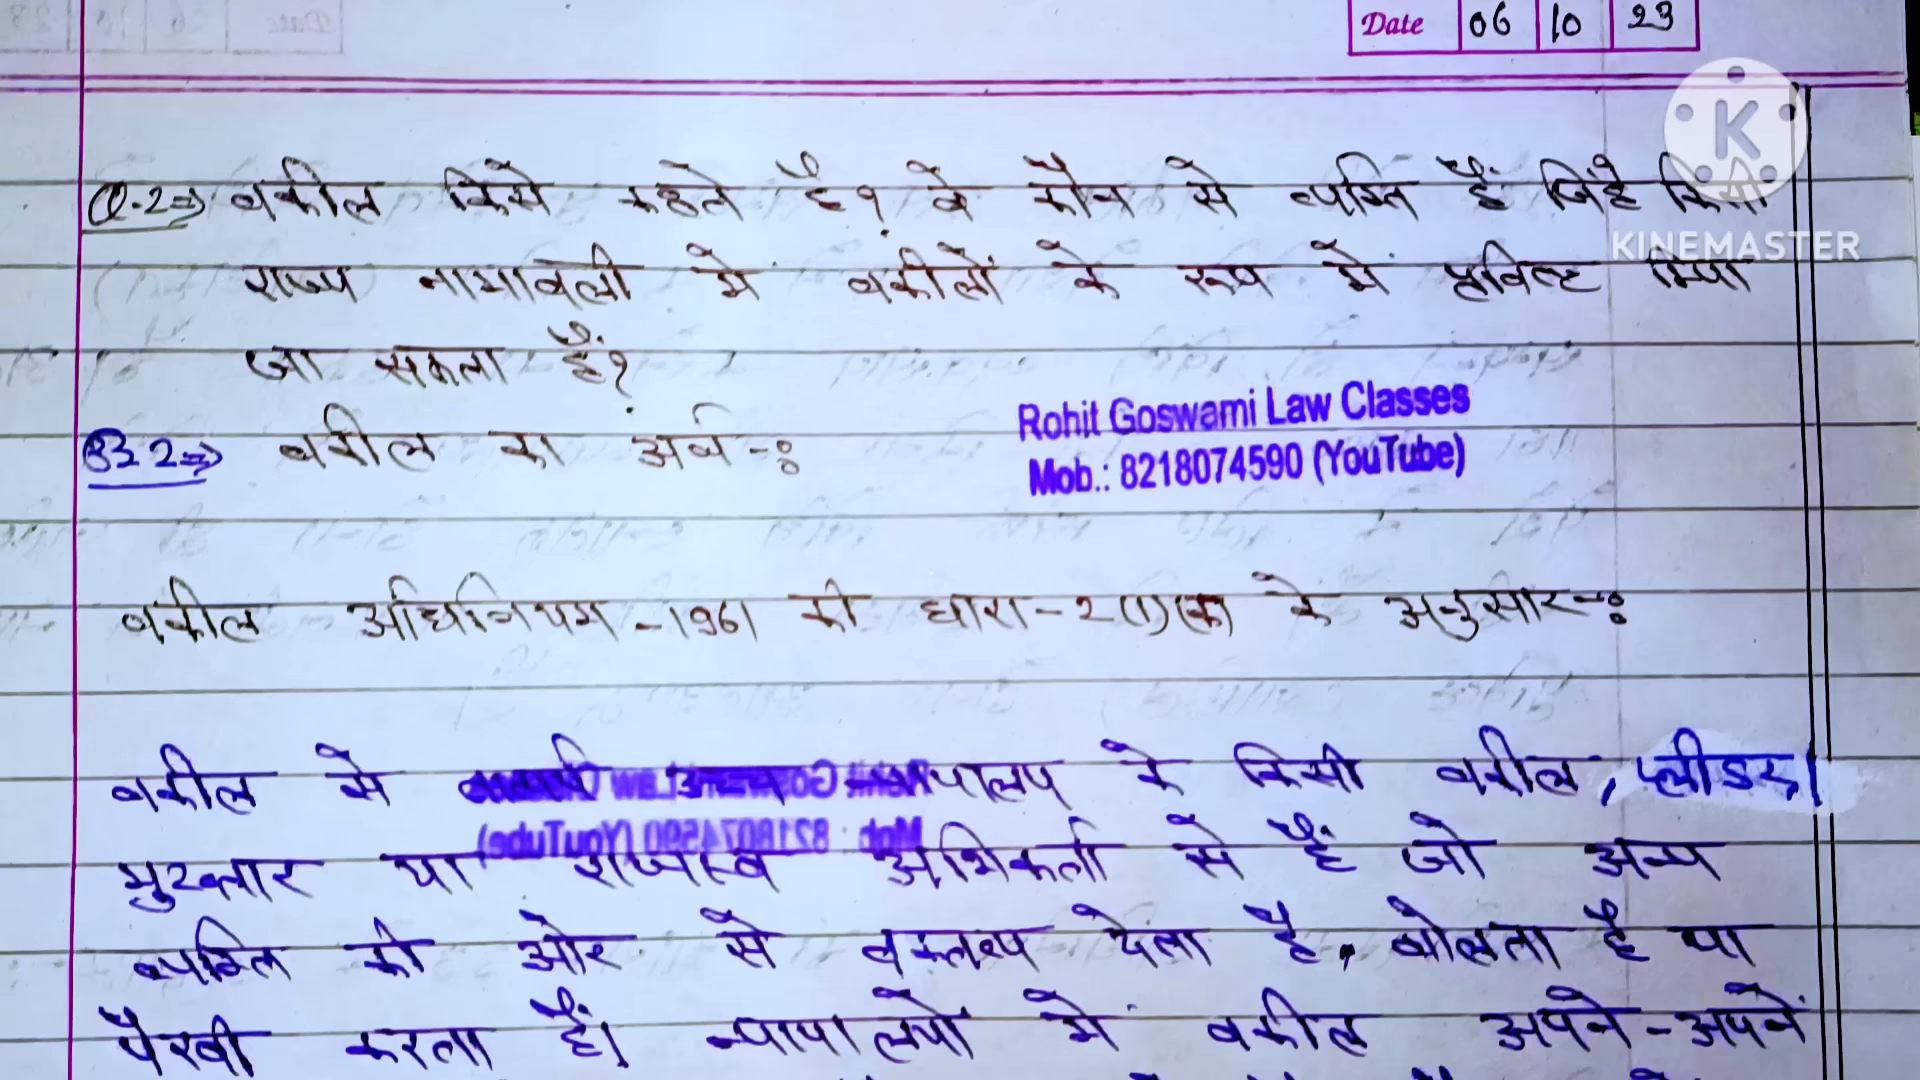 Date 06 10 23
Q.2⇒ वकील किसे कहते है? वे कौन से व्यक्ति हैं जिंहे किसी
KINEMASTER
राज्य नामावली में वकीलों के रूप में प्रविष्ट किया
जा सकता हैं?
Rohit Goswami Law Classes
Mob.: 8218074590 (YouTube)
उ 2⇒ वकील का अर्थ-:
वकील अधिनियम-1961 की धारा-2(1)(क) के अनुसार-:
वकील से के किसी वकील, प्लीडर,
मुख्तार या राजस्व अभिकर्ता से हैं जो अन्य
व्यक्ति की ओर से वक्तव्य देता है, बोलता है या
पैरवी करता हैं। न्यायालयों में वकील अपने-अपनें